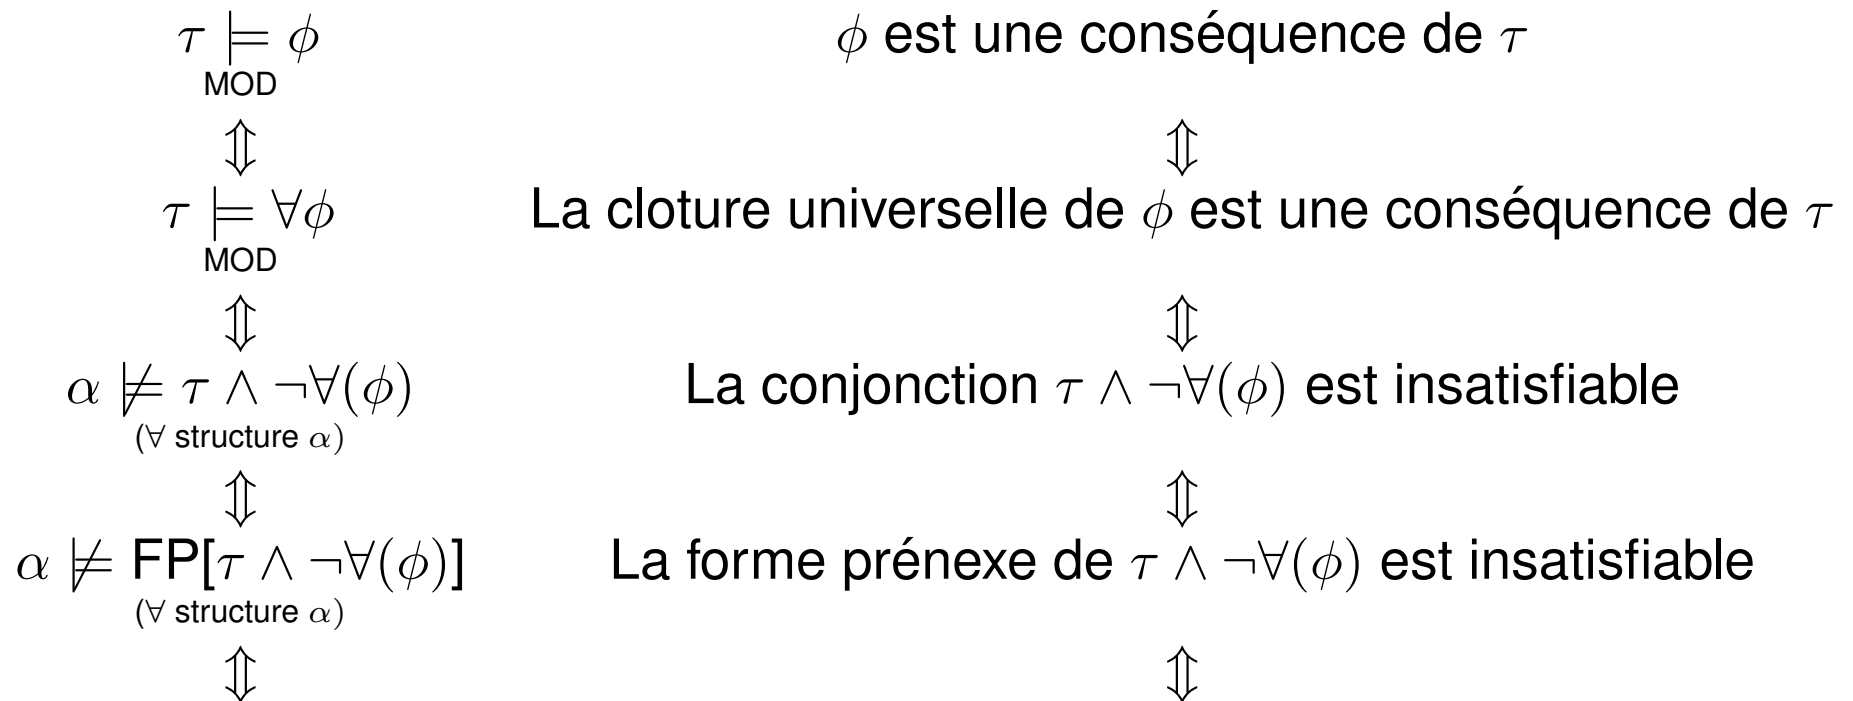 τ ⊨ φ φ est une conséquence de τ
MOD
⇕ ⇕
τ ⊨ ∀φ La cloture universelle de φ est une conséquence de τ
MOD
⇕ ⇕
α ⊭ τ ∧ ¬∀(φ) La conjonction τ ∧ ¬∀(φ) est insatisfiable
(∀ structure α)
⇕ ⇕
α ⊭ FP[τ ∧ ¬∀(φ)] La forme prénexe de τ ∧ ¬∀(φ) est insatisfiable
(∀ structure α)
⇕ ⇕